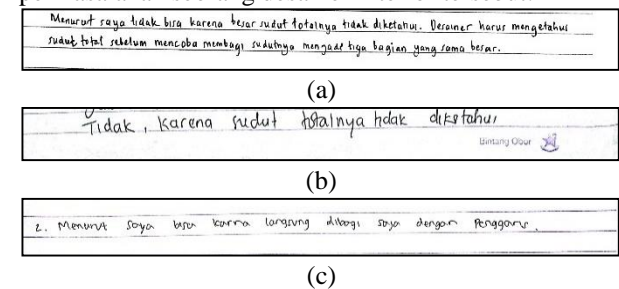 Menurut saya tidak bisa karena besar sudut totalnya tidak diketahui. Desainer harus mengetahui
sudut total sebelum mencoba membagi sudutnya menjadi tiga bagian yang sama besar.
(a)
Tidak, karena sudut totalnya tidak diketahui
Bintang Obor
(b)
2. Menurut saya bisa karna langsung dibagi saja dengan Penggaris.
(c)